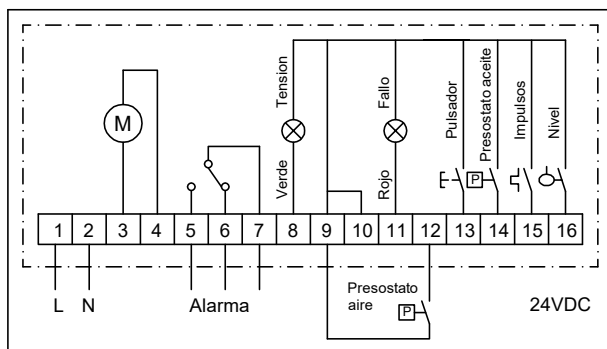 Tension
Verde
Fallo
Rojo
Pulsador
Presostato aceite
Impulsos
Nivel
M
P
1 2 3 4 5 6 7 8 9 10 11 12 13 14 15 16
L N Alarma
Presostato
aire
P
24VDC